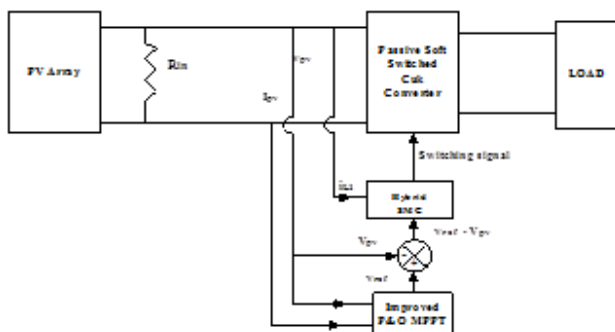 PV Array
Rin
Vpv
Ipv
Passive Soft
Switched
Cuk
Converter
LOAD
Switching signal
Hybrid
SMC
Vref - Vpv
Vpv
Vref
Improved
P&O MPPT